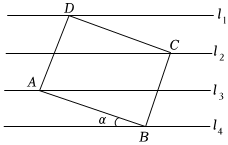 D l₁
C l₂
A l₃
α B l₄